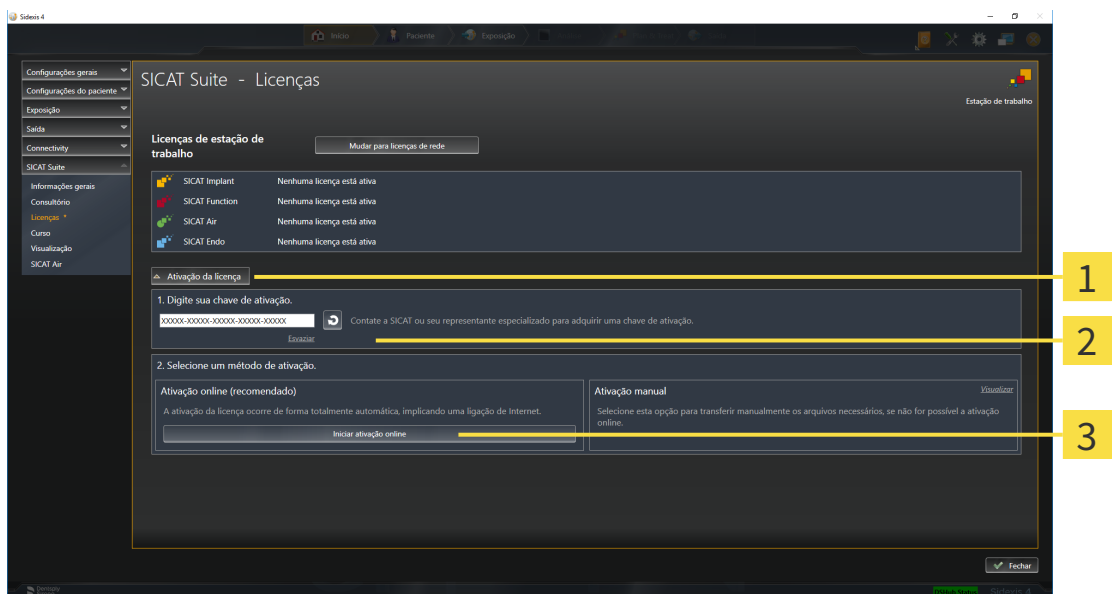 Sidexis 4
Início Paciente Exposição
Configurações gerais
Configurações do paciente
Exposição
Saída
Connectivity
SICAT Suite
Informações gerais
Consultório
Licenças *
Curso
Visualização
SICAT Air
SICAT Suite - Licenças
Estação de trabalho
Licenças de estação de
trabalho
Mudar para licenças de rede
SICAT Implant Nenhuma licença está ativa
SICAT Function Nenhuma licença está ativa
SICAT Air Nenhuma licença está ativa
SICAT Endo Nenhuma licença está ativa
Ativação da licença
1
1. Digite sua chave de ativação.
XXXXX-XXXXX-XXXXX-XXXXX-XXXXX
Contate a SICAT ou seu representante especializado para adquirir uma chave de ativação.
Esvaziar
2
2. Selecione um método de ativação.
Ativação online (recomendado)
A ativação da licença ocorre de forma totalmente automática, implicando uma ligação de Internet.
Iniciar ativação online
Ativação manual
Visualizar
Selecione esta opção para transferir manualmente os arquivos necessários, se não for possível a ativação
online.
3
Fechar
Dentsply
Sidexis 4